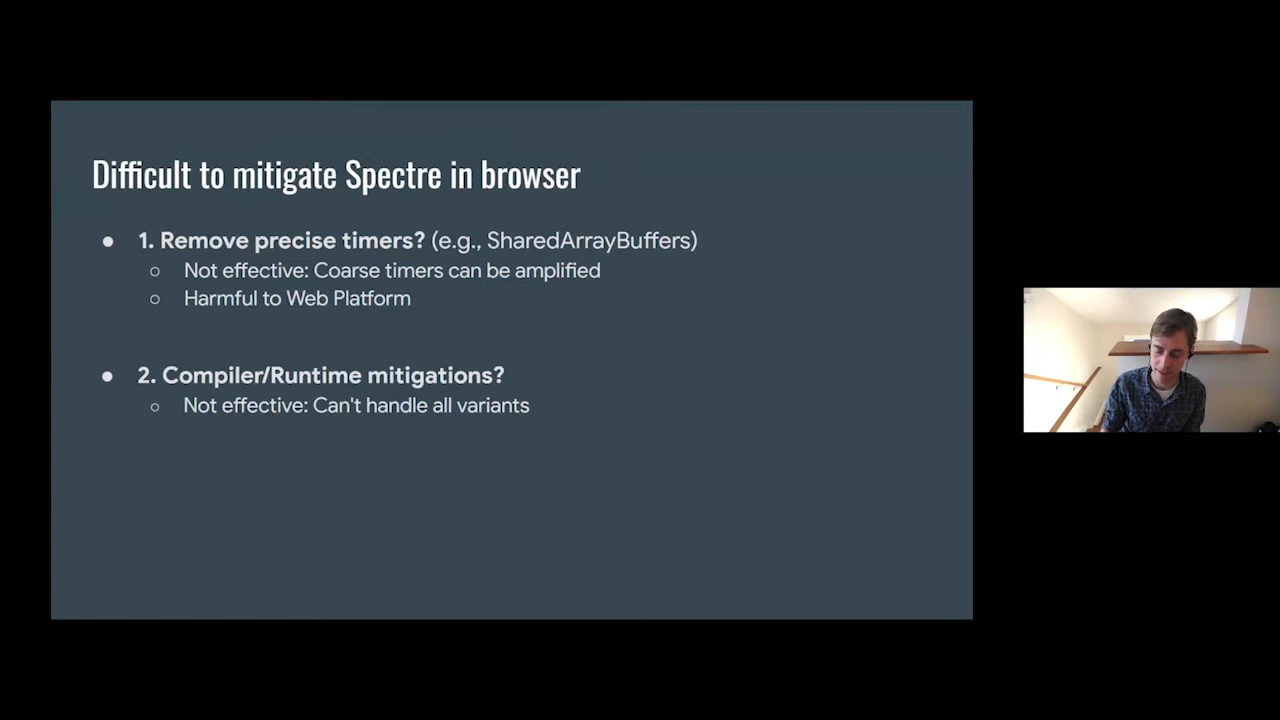 Difficult to mitigate Spectre in browser
● 1. Remove precise timers? (e.g., SharedArrayBuffers)
○ Not effective: Coarse timers can be amplified
○ Harmful to Web Platform
● 2. Compiler/Runtime mitigations?
○ Not effective: Can't handle all variants